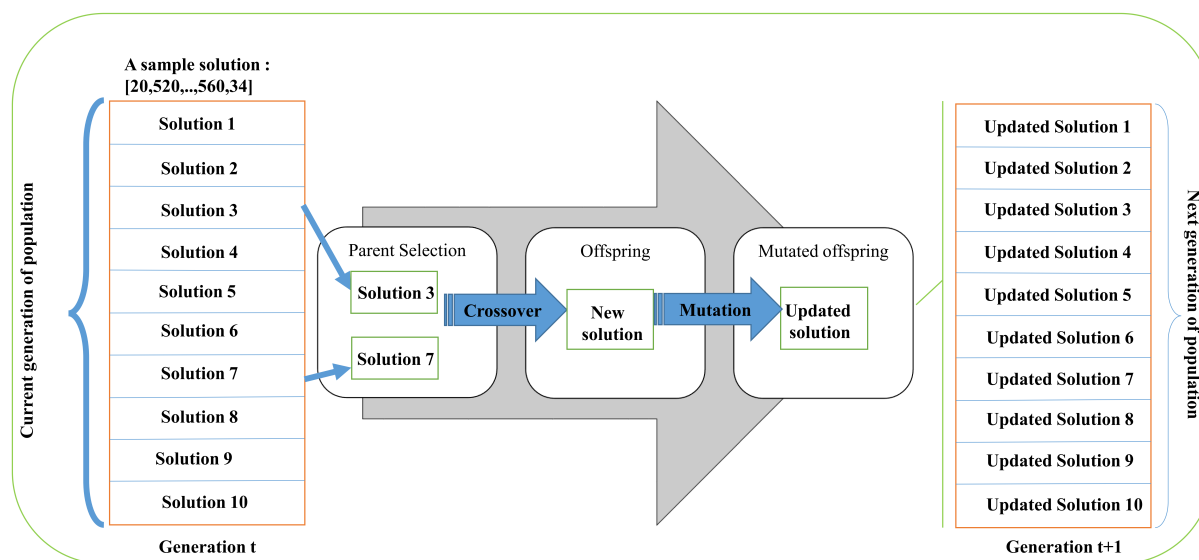 A sample solution :
[20,520,..,560,34]
Current generation of population
Solution 1
Solution 2
Solution 3
Solution 4
Solution 5
Solution 6
Solution 7
Solution 8
Solution 9
Solution 10
Generation t
Parent Selection
Solution 3
Solution 7
Crossover
Offspring
New
solution
Mutation
Mutated offspring
Updated
solution
Updated Solution 1
Updated Solution 2
Updated Solution 3
Updated Solution 4
Updated Solution 5
Updated Solution 6
Updated Solution 7
Updated Solution 8
Updated Solution 9
Updated Solution 10
Generation t+1
Next generation of population